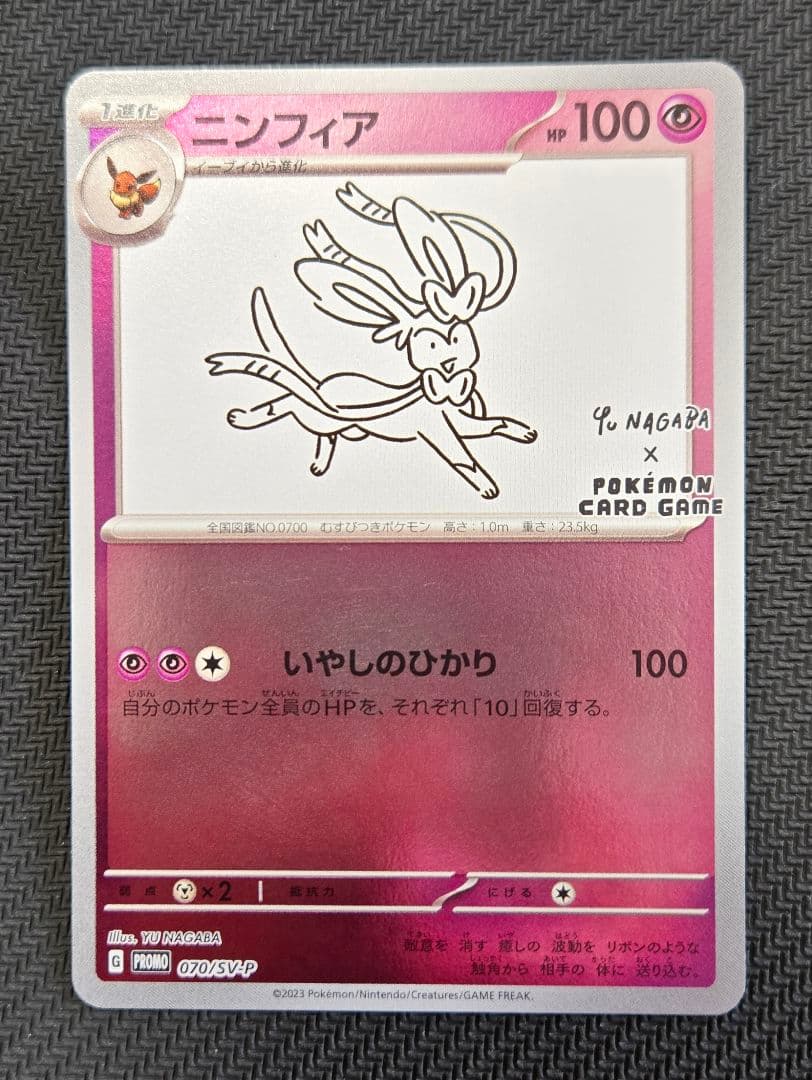 1進化
ニンフィア
HP 100
イーブイから進化
Yu NAGABA
×
POKÉMON
CARD GAME
全国図鑑NO.0700 むすびつきポケモン 高さ:1.0m 重さ:23.5kg
いやしのひかり 100
自分のポケモン全員のHPを、それぞれ「10」回復する。
弱点 ×2 抵抗力 にげる
Illus. YU NAGABA
敵意を 消す 癒しの 波動を リボンのような
触角から 相手の 体に 送り込む。
G PROMO 070/SV-P
©2023 Pokémon/Nintendo/Creatures/GAME FREAK.